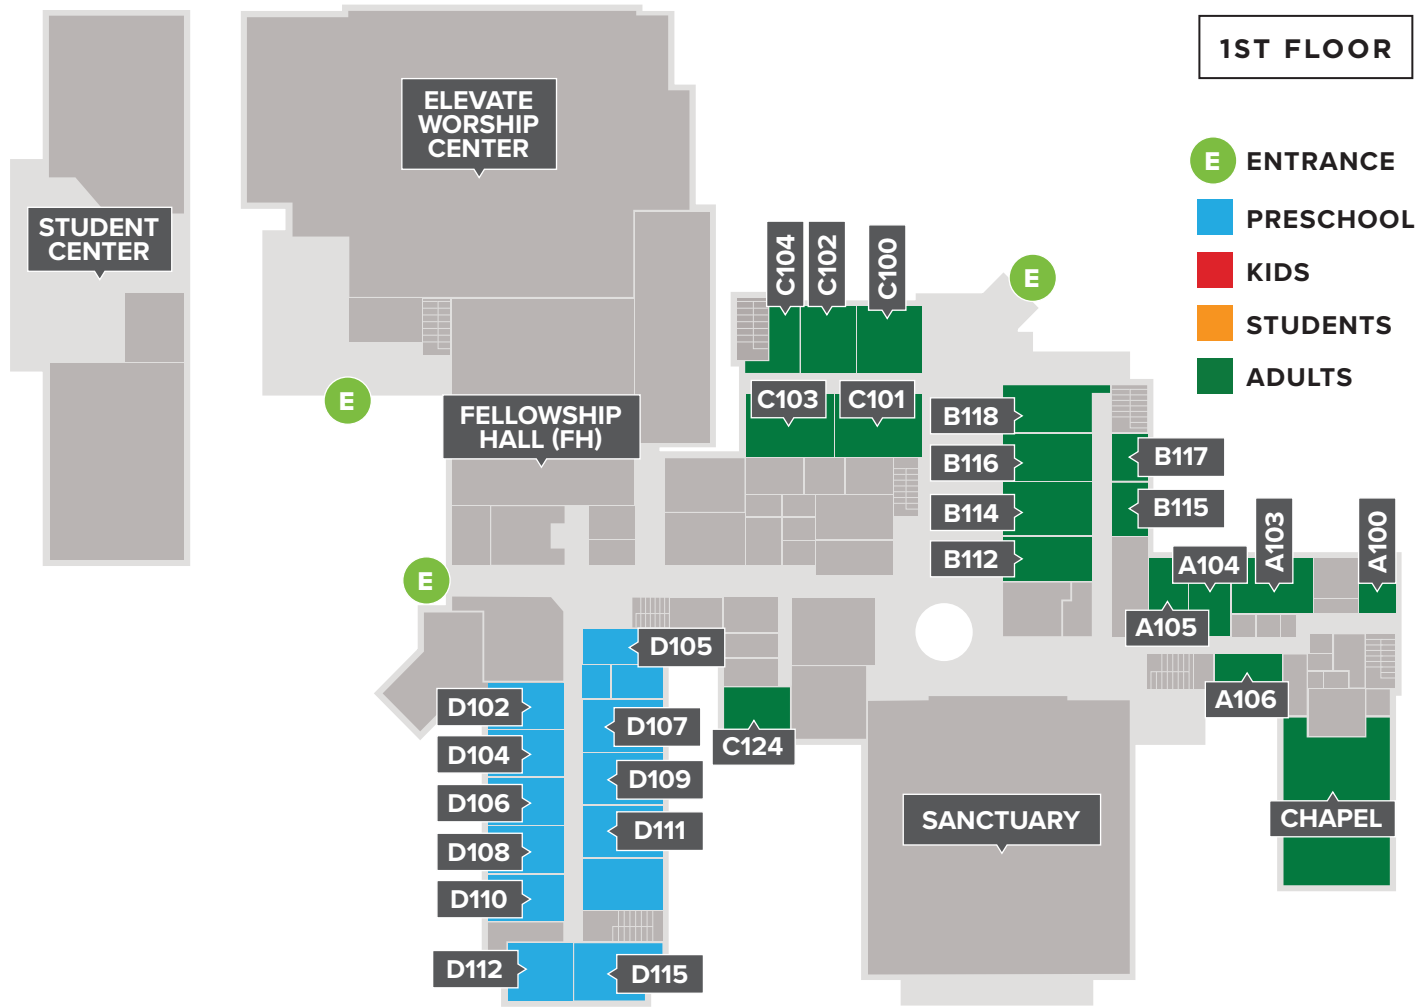 1ST FLOOR
E ENTRANCE
PRESCHOOL
KIDS
STUDENTS
ADULTS
ELEVATE
WORSHIP
CENTER
STUDENT
CENTER
C104
C102
C100
E
E
C103
C101
FELLOWSHIP
HALL (FH)
B118
B116
B114
B112
B117
B115
A105
A104
A103
A100
A106
E
D105
D102
D104
D106
D108
D110
D112
D107
D109
D111
D115
C124
SANCTUARY
CHAPEL